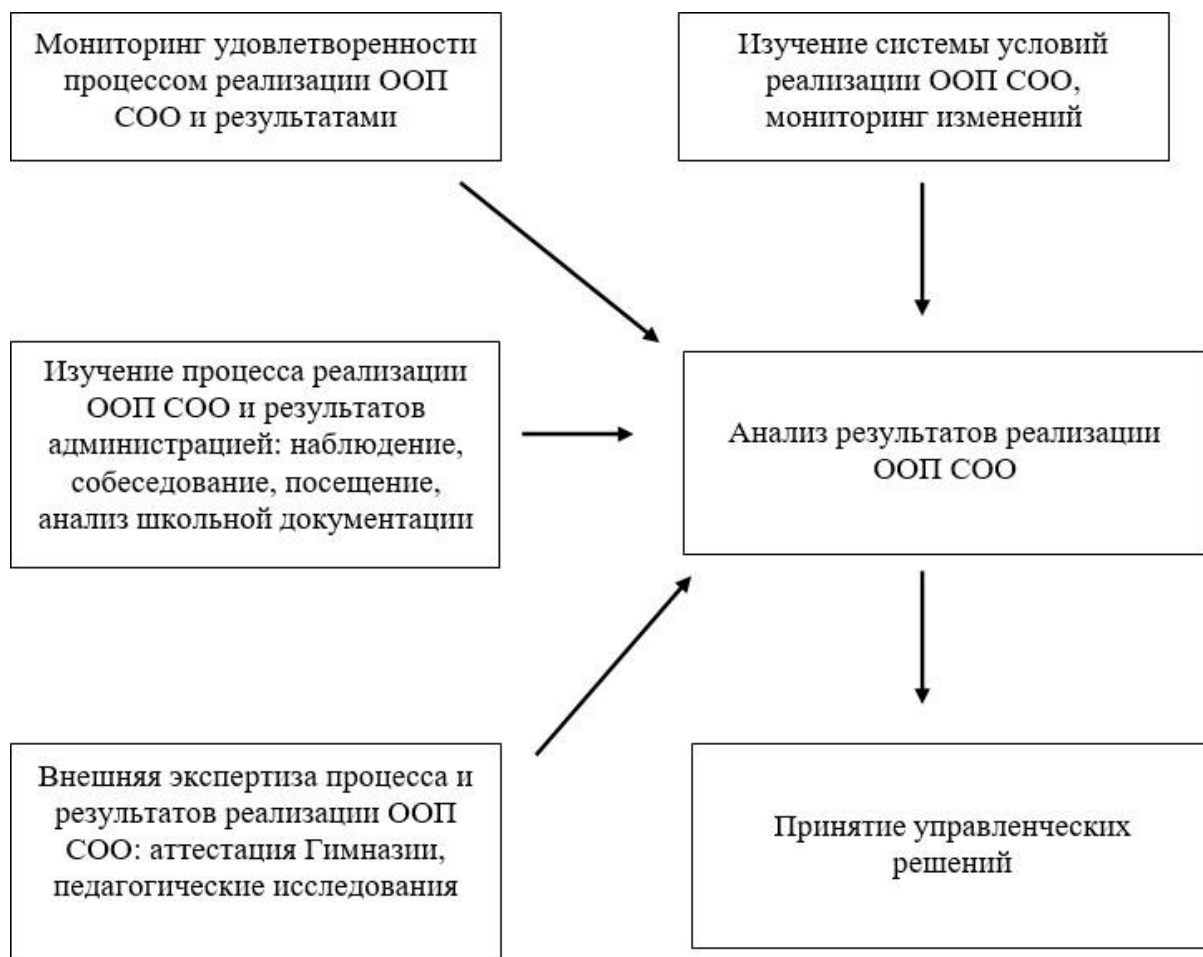 Мониторинг удовлетворенности
процессом реализации ООП
СОО и результатами
Изучение системы условий
реализации ООП СОО,
мониторинг изменений
Изучение процесса реализации
ООП СОО и результатов
администрацией: наблюдение,
собеседование, посещение,
анализ школьной документации
Анализ результатов реализации
ООП СОО
Внешняя экспертиза процесса и
результатов реализации ООП
СОО: аттестация Гимназии,
педагогические исследования
Принятие управленческих
решений